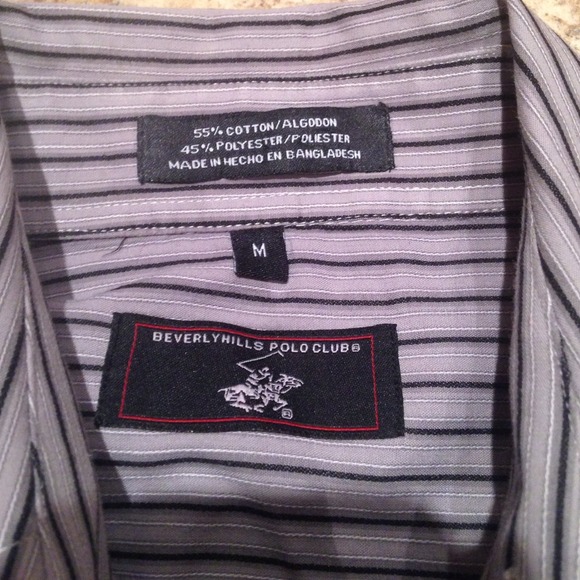 55% COTTON/ALGODON
45% POLYESTER/POLIESTER
MADE IN HECHO EN BANGLADESH
M
BEVERLYHILLS POLO CLUB®
®